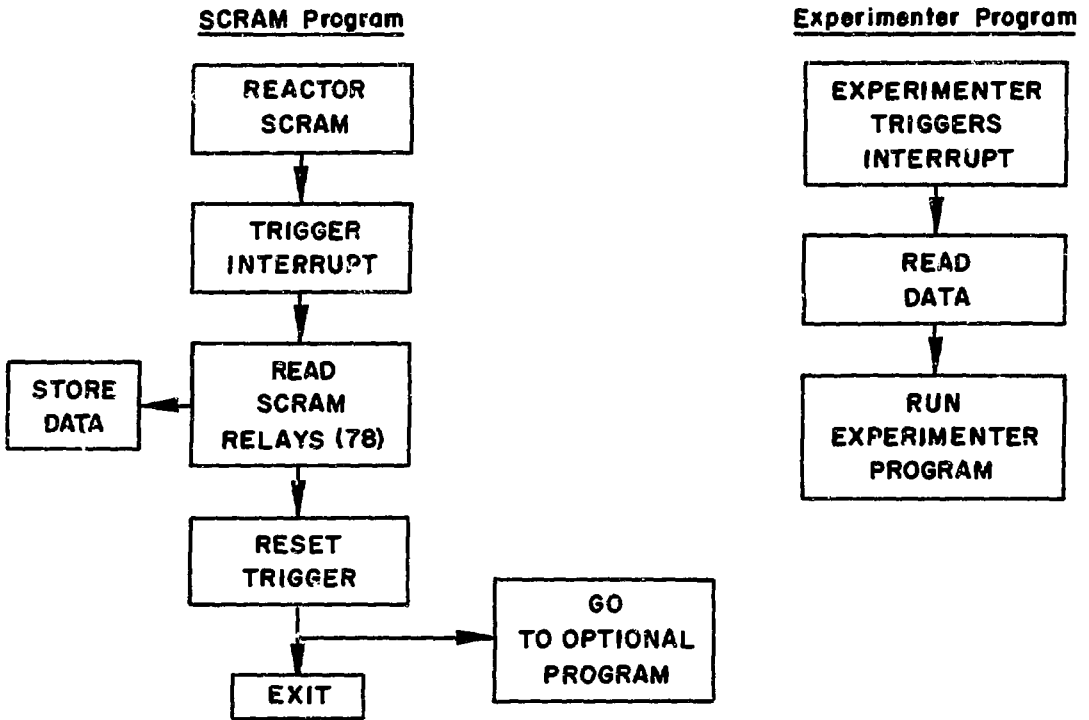 SCRAM Program
REACTOR
SCRAM
TRIGGER
INTERRUPT
READ
SCRAM
RELAYS (78)
STORE
DATA
RESET
TRIGGER
GO
TO OPTIONAL
PROGRAM
EXIT
Experimenter Program
EXPERIMENTER
TRIGGERS
INTERRUPT
READ
DATA
RUN
EXPERIMENTER
PROGRAM